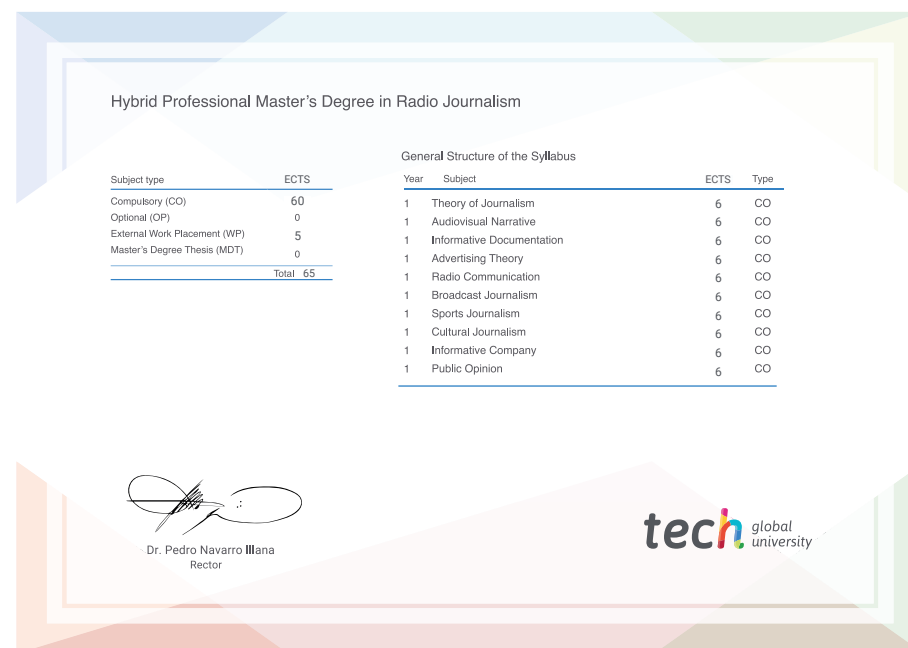 Hybrid Professional Master's Degree in Radio Journalism
General Structure of the Syllabus
Subject type ECTS
Compulsory (CO) 60
Optional (OP) 0
External Work Placement (WP) 5
Master's Degree Thesis (MDT) 0
Total 65
Year Subject ECTS Type
1 Theory of Journalism 6 CO
1 Audiovisual Narrative 6 CO
1 Informative Documentation 6 CO
1 Advertising Theory 6 CO
1 Radio Communication 6 CO
1 Broadcast Journalism 6 CO
1 Sports Journalism 6 CO
1 Cultural Journalism 6 CO
1 Informative Company 6 CO
1 Public Opinion 6 CO
Dr. Pedro Navarro Illana
Rector
tech global
university